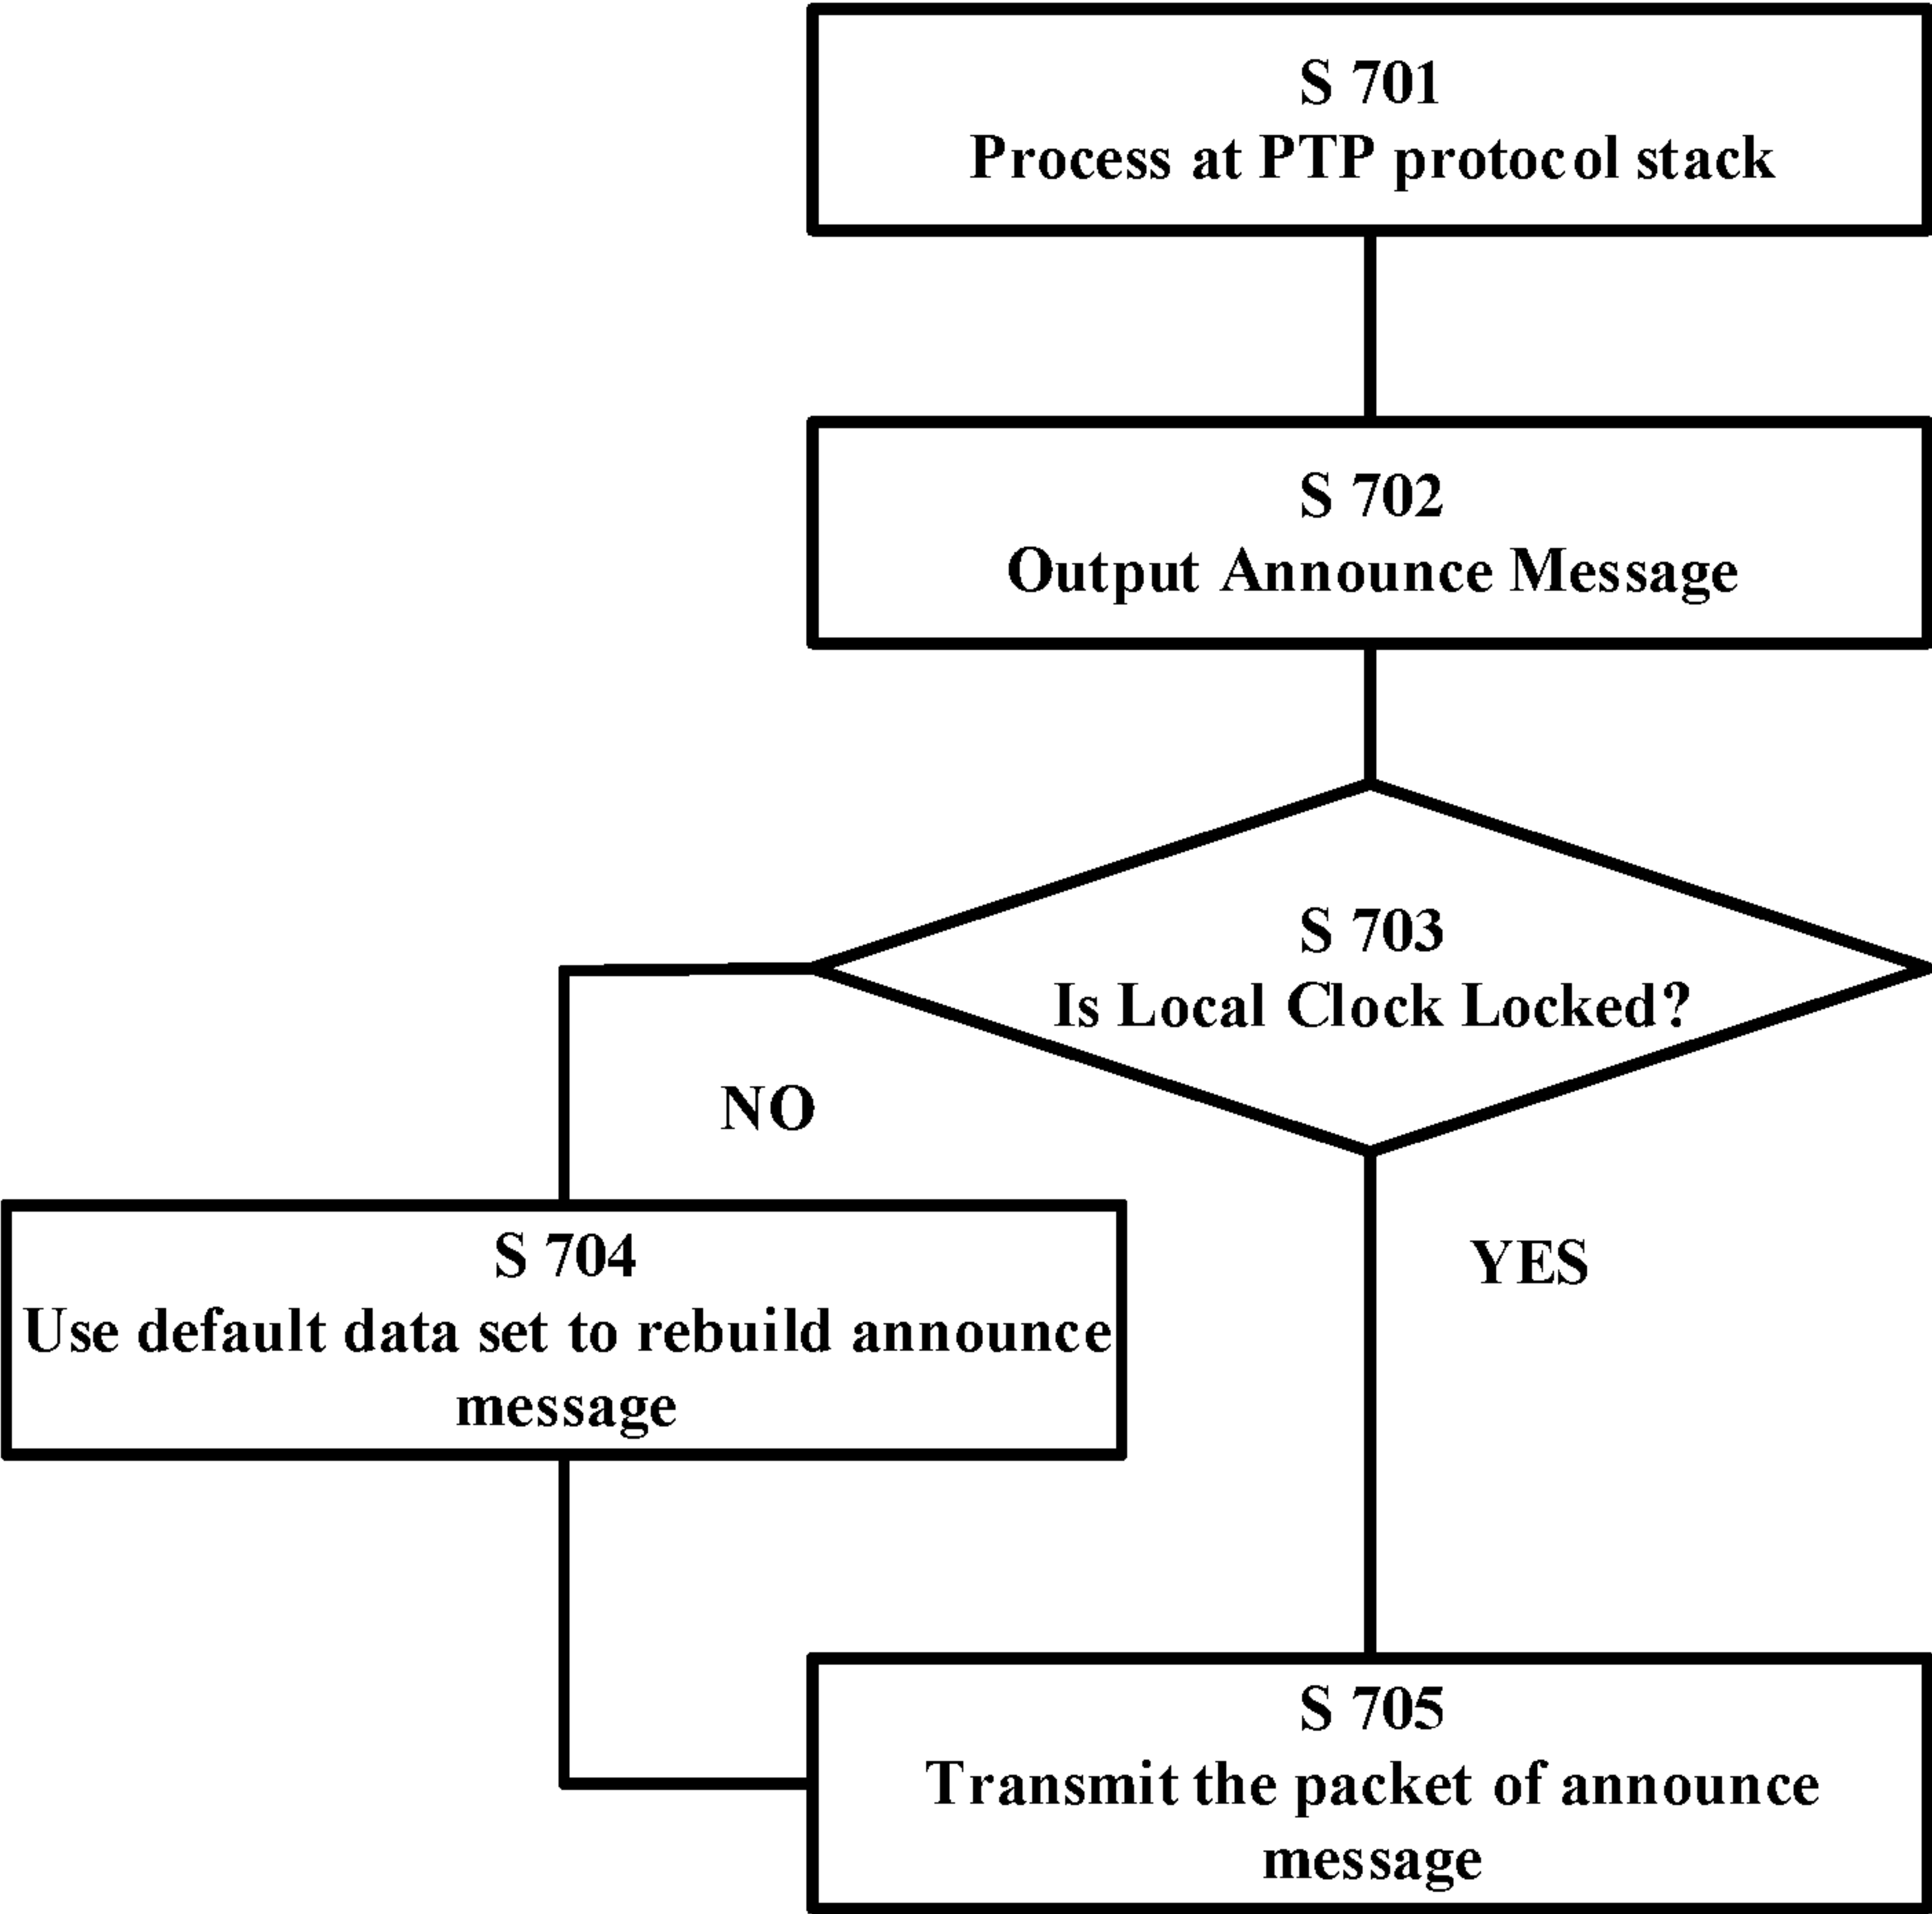 S 701
Process at PTP protocol stack
S 702
Output Announce Message
S 703
Is Local Clock Locked?
NO
YES
S 704
Use default data set to rebuild announce
message
S 705
Transmit the packet of announce
message